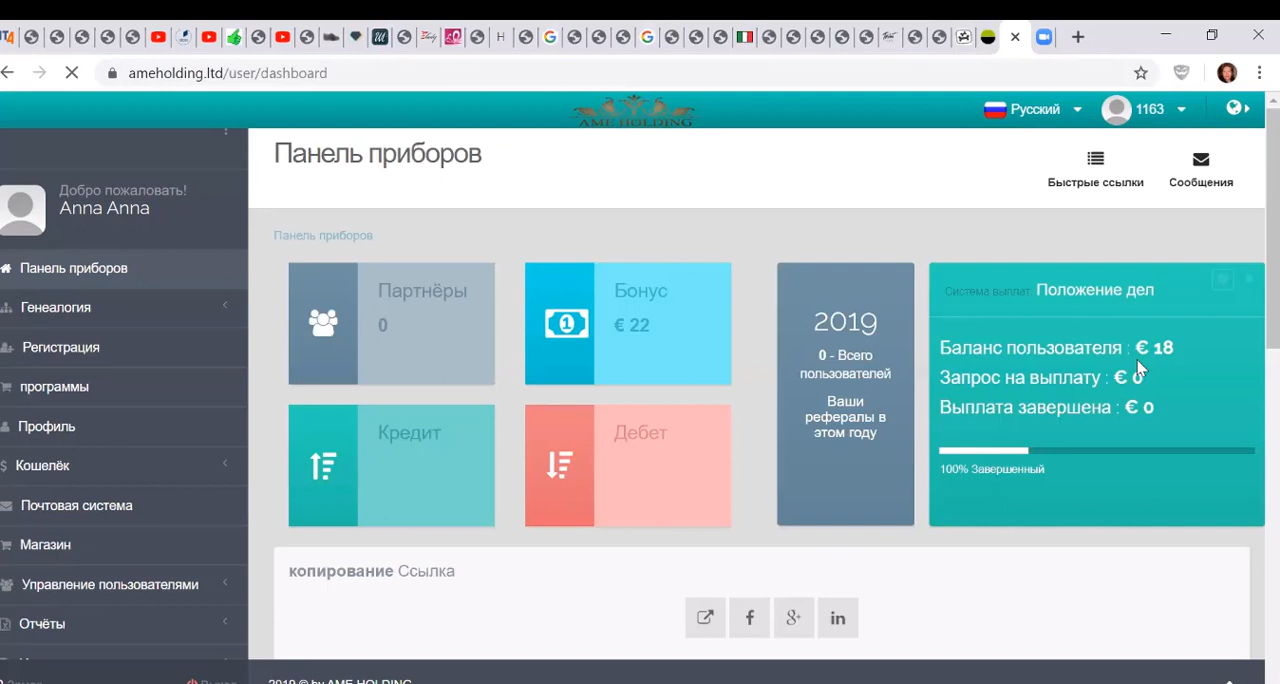 ameholding.ltd/user/dashboard
AME HOLDING
Русский
1163
Панель приборов
Быстрые ссылки
Сообщения
Добро пожаловать!
Anna Anna
Панель приборов
Панель приборов
Генеалогия
Регистрация
программы
Профиль
Кошелёк
Почтовая система
Магазин
Управление пользователями
Отчёты
Партнёры
0
Бонус
€ 22
Кредит
Дебет
2019
0 - Всего
пользователей
Ваши
рефералы в
этом году
Система выплат Положение дел
Баланс пользователя : € 18
Запрос на выплату : € 0
Выплата завершена : € 0
100% Завершенный
копирование Ссылка
2019 © by AME HOLDING